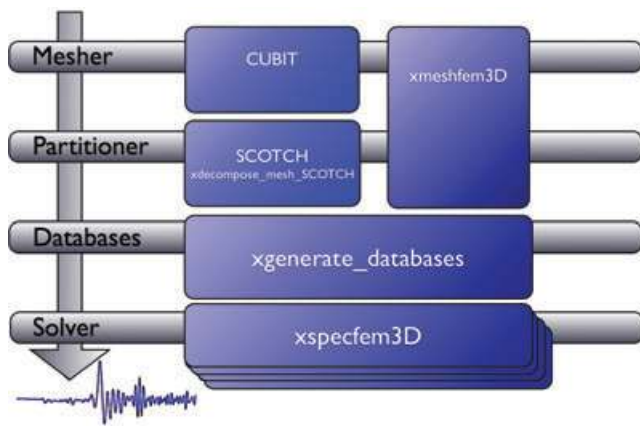 Mesher
CUBIT
xmeshfem3D
Partitioner
SCOTCH
xdecompose_mesh_SCOTCH
Databases
xgenerate_databases
Solver
xspecfem3D